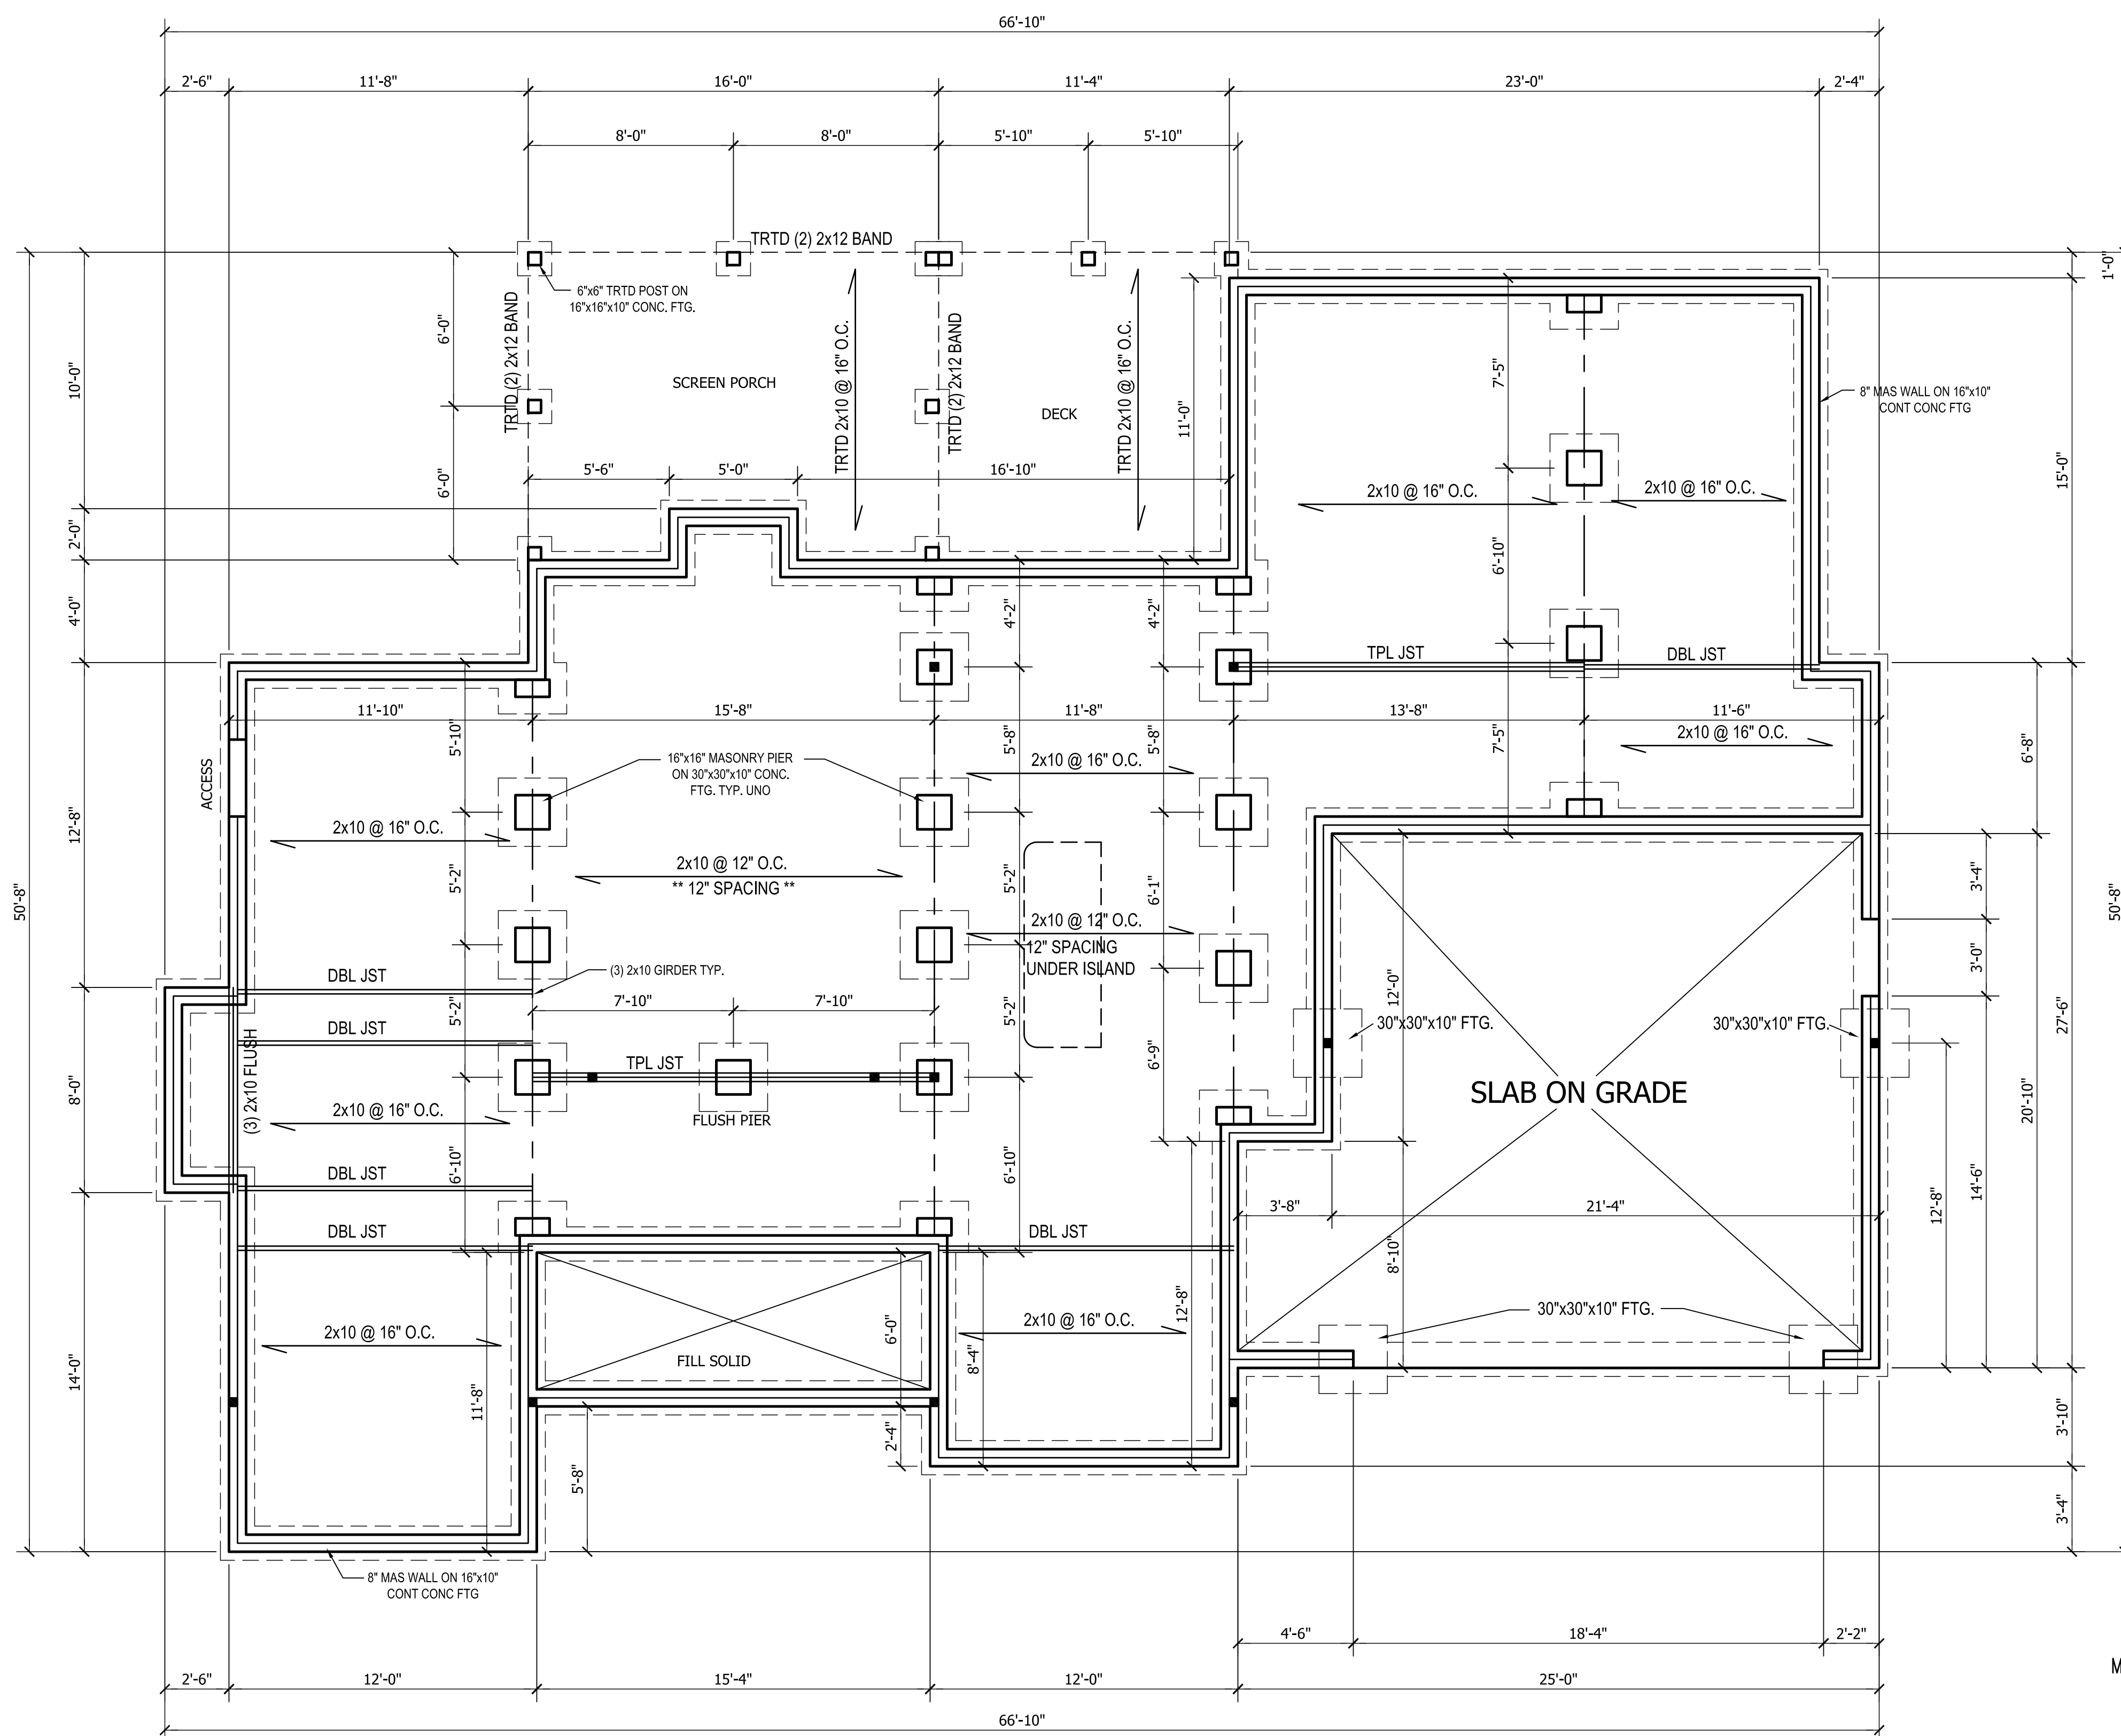 66'-10"
2'-6"
11'-8"
16'-0"
11'-4"
23'-0"
2'-4"
8'-0"
8'-0"
5'-10"
5'-10"
TRTD (2) 2x12 BAND
6"x6" TRTD POST ON
16"x16"x10" CONC. FTG.
TRTD (2) 2x12 BAND
6'-0"
6'-0"
SCREEN PORCH
TRTD 2x10 @ 16" O.C.
TRTD (2) 2x12 BAND
DECK
TRTD 2x10 @ 16" O.C.
11'-0"
5'-6"
5'-0"
16'-10"
7'-5"
2x10 @ 16" O.C.
2x10 @ 16" O.C.
6'-10"
8" MAS WALL ON 16"x10"
CONT CONC FTG
1'-0"
15'-0"
50'-8"
10'-0"
2'-0"
4'-0"
12'-8"
8'-0"
14'-0"
50'-8"
4'-2"
4'-2"
TPL JST
DBL JST
11'-10"
15'-8"
11'-8"
13'-8"
11'-6"
5'-10"
5'-8"
5'-8"
7'-5"
2x10 @ 16" O.C.
6'-8"
ACCESS
16"x16" MASONRY PIER
ON 30"x30"x10" CONC.
FTG. TYP. UNO
2x10 @ 16" O.C.
2x10 @ 16" O.C.
2x10 @ 12" O.C.
** 12" SPACING **
5'-2"
5'-2"
6'-1"
2x10 @ 12" O.C.
12" SPACING
UNDER ISLAND
3'-4"
3'-0"
DBL JST
(3) 2x10 GIRDER TYP.
5'-2"
7'-10"
7'-10"
5'-2"
6'-9"
12'-0"
30"x30"x10" FTG.
30"x30"x10" FTG.
27'-6"
DBL JST
(3) 2x10 FLUSH
TPL JST
FLUSH PIER
2x10 @ 16" O.C.
SLAB ON GRADE
20'-10"
14'-6"
12'-8"
6'-10"
6'-10"
DBL JST
DBL JST
DBL JST
3'-8"
21'-4"
8'-10"
30"x30"x10" FTG.
2x10 @ 16" O.C.
11'-8"
FILL SOLID
6'-0"
8'-4"
2x10 @ 16" O.C.
12'-8"
2'-4"
5'-8"
3'-10"
3'-4"
8" MAS WALL ON 16"x10"
CONT CONC FTG
4'-6"
18'-4"
2'-2"
M
2'-6"
12'-0"
15'-4"
12'-0"
25'-0"
66'-10"